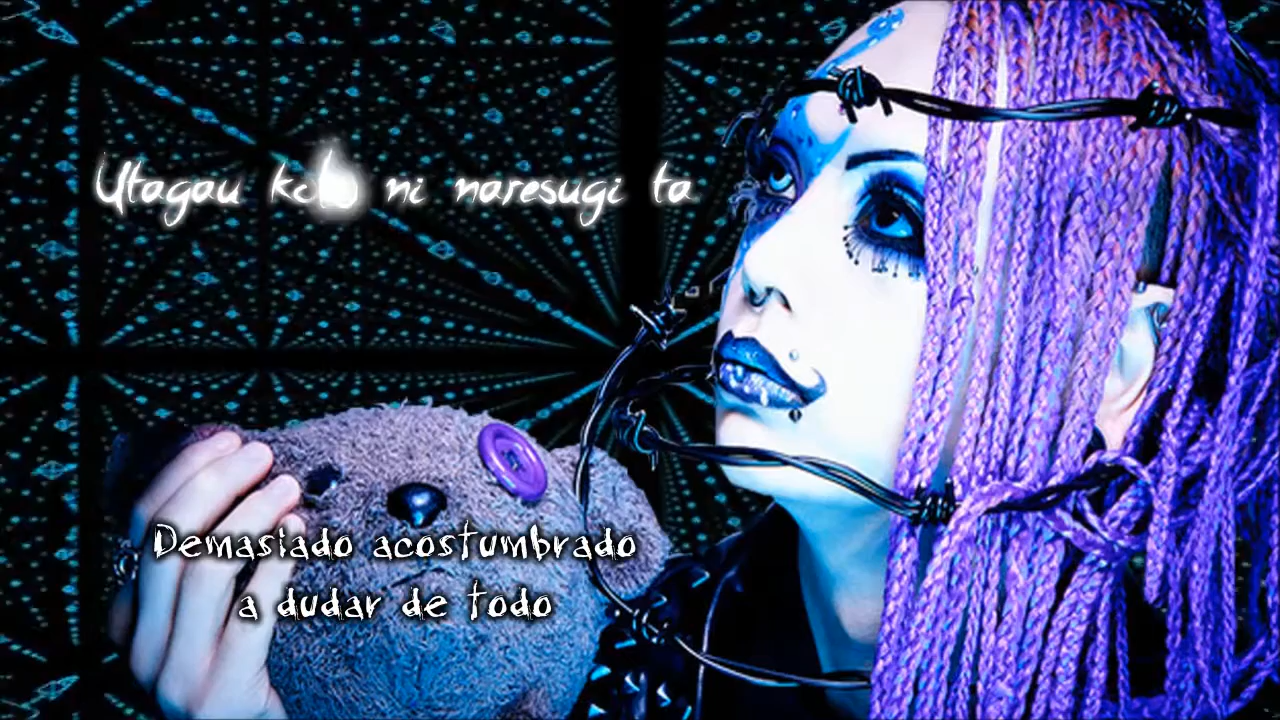 Utagau ni naresugi ta
Demasiado acostumbrado
a dudar de todo